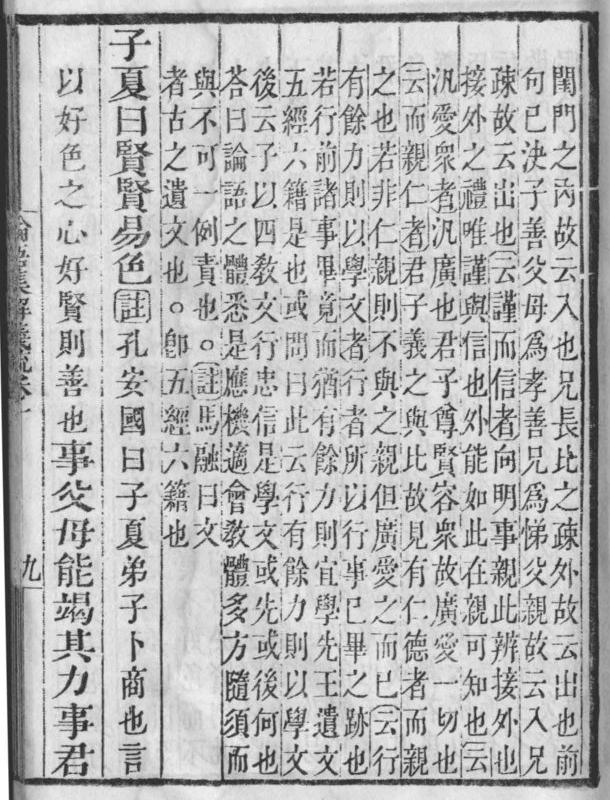 閨門之內故云入也兄長比之疎外故云出也前
句已決子善父母爲孝善兄爲悌父親故云入兄
疎故云出也云謹而信者向明事親此辨接外也
接外之禮唯謹與信也外能如此在親可知也云
汎愛衆者汎廣也君子尊賢容衆故廣愛一切也
云而親仁者君子義之與比故見有仁德者而親
之也若非仁親則不與之親但廣愛之而已云行
有餘力則以學文者行者所以行事已畢之跡也
若行前諸事畢竟而猶有餘力則宜學先王遺文
五經六籍是也或問曰此云行有餘力則以學文
後云子以四敎文行忠信是學文或先或後何也
荅曰論語之體悉是應機適會敎體多方隨須而
與不可一例責也。註馬融曰文
者古之遺文也。卽五經六籍也
子夏曰賢賢易色註孔安國曰子夏弟子卜商也言
以好色之心好賢則善也事父母能竭其力事君
論語集解義疏卷一
九